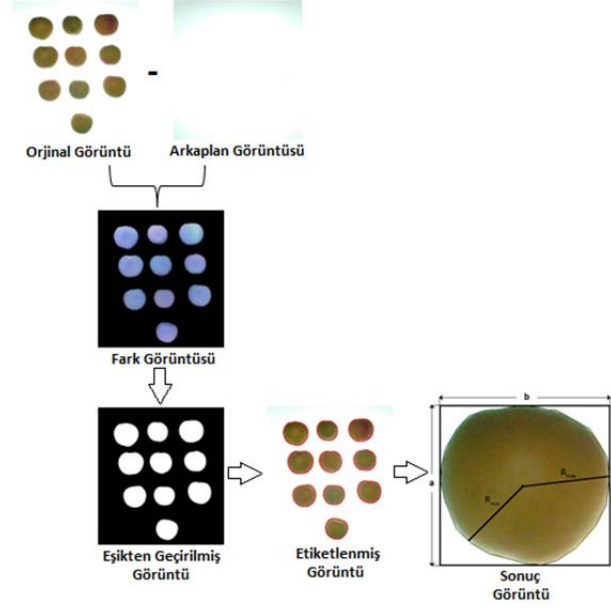 -
Orjinal Görüntü
Arkaplan Görüntüsü
Fark Görüntüsü
Eşikten Geçirilmiş
Görüntü
Etiketlenmiş
Görüntü
b
a
Sonuç
Görüntü